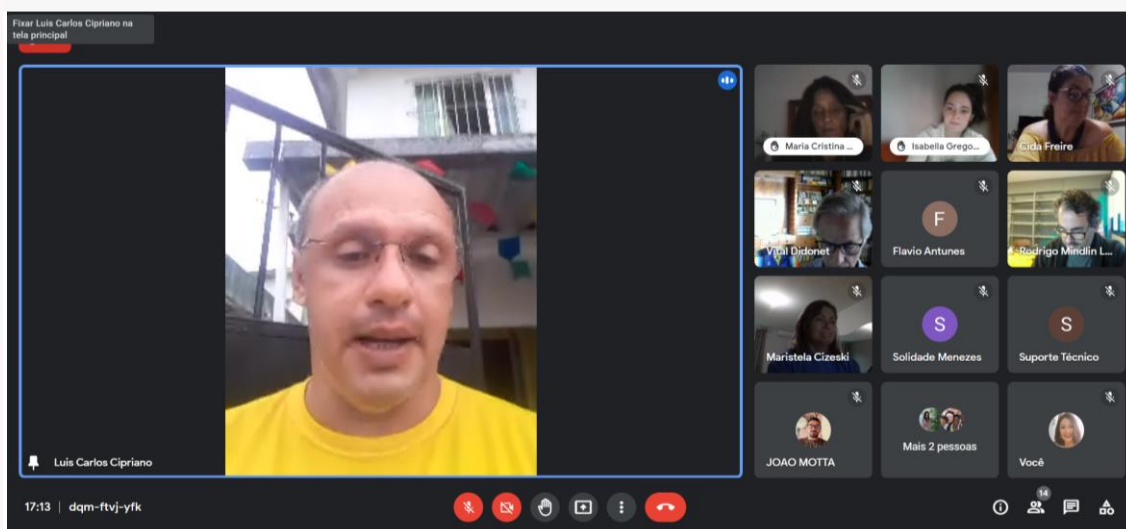 Fixar Luis Carlos Cipriano na
tela principal
Maria Cristina ...
Isabella Grego...
Cida Freire
Vital Didonet
F
Flavio Antunes
Rodrigo Mindlin L...
Maristela Cizeski
S
Solidade Menezes
S
Suporte Técnico
JOAO MOTTA
Mais 2 pessoas
Você
Luis Carlos Cipriano
17:13 | dqm-ftvj-yfk
14